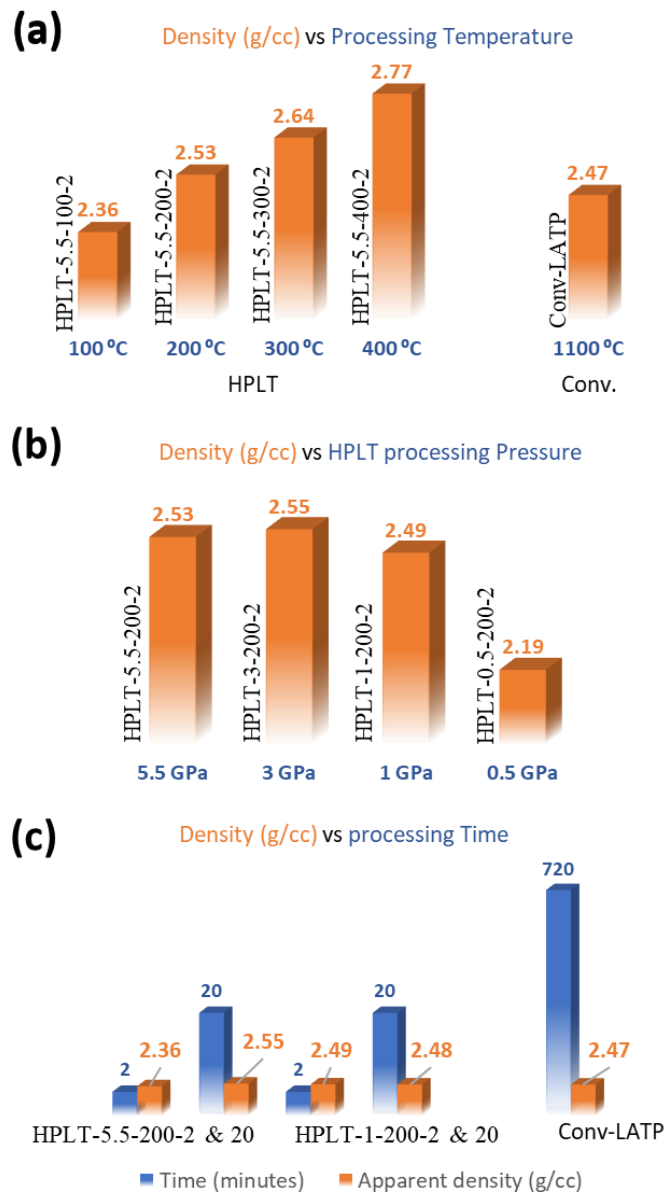 (a)
Density (g/cc) vs Processing Temperature
2.36
2.53
2.64
2.77
2.47
HPLT-5.5-100-2
HPLT-5.5-200-2
HPLT-5.5-300-2
HPLT-5.5-400-2
Conv-LATP
100 ⁰C
200 ⁰C
300 ⁰C
400 ⁰C
1100 ⁰C
HPLT
Conv.
(b)
Density (g/cc) vs HPLT processing Pressure
2.53
2.55
2.49
2.19
HPLT-5.5-200-2
HPLT-3-200-2
HPLT-1-200-2
HPLT-0.5-200-2
5.5 GPa
3 GPa
1 GPa
0.5 GPa
(c)
Density (g/cc) vs processing Time
2
2.36
20
2.55
2
2.49
20
2.48
720
2.47
HPLT-5.5-200-2 & 20
HPLT-1-200-2 & 20
Conv-LATP
Time (minutes)
Apparent density (g/cc)